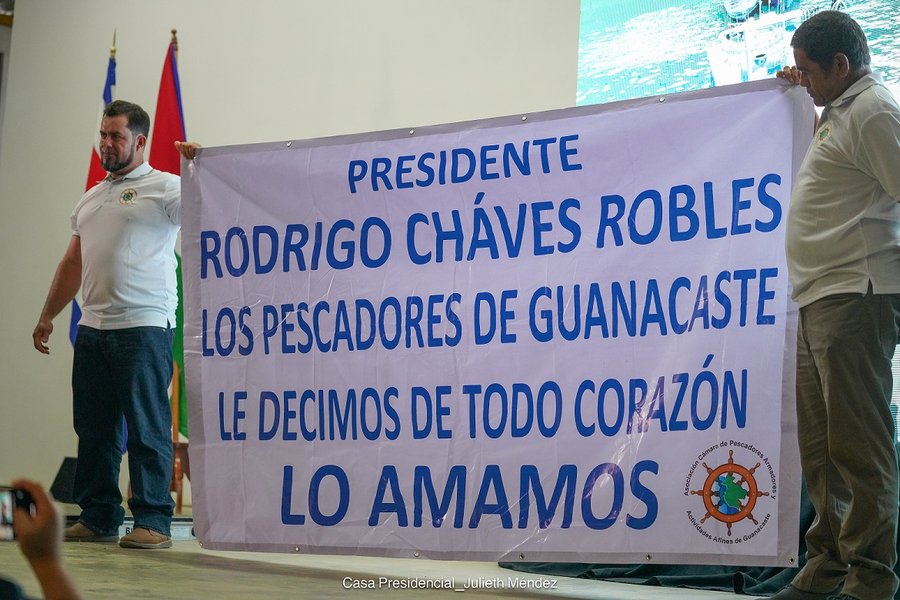 PRESIDENTE
RODRIGO CHÁVES ROBLES
LOS PESCADORES DE GUANACASTE
LE DECIMOS DE TODO CORAZÓN
LO AMAMOS
Asociación Cámara de Pescadores Armadores y
Actividades Afines de Guanacaste
Casa Presidencial_Julieth Méndez